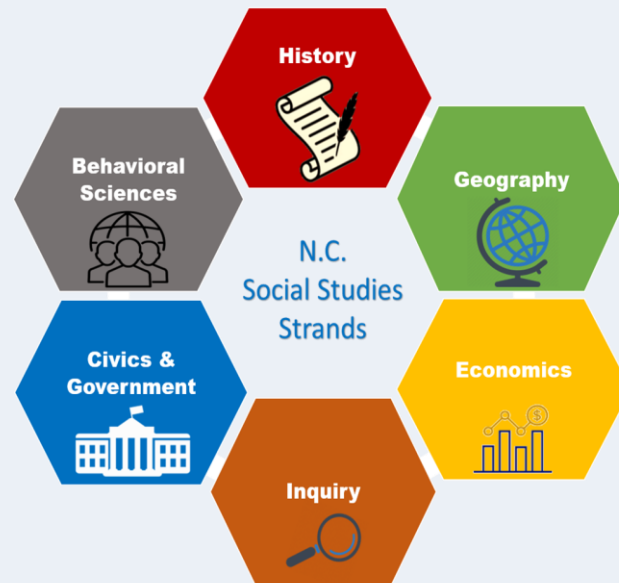 History
Geography
Economics
Inquiry
Civics &
Government
Behavioral
Sciences
N.C.
Social Studies
Strands
$